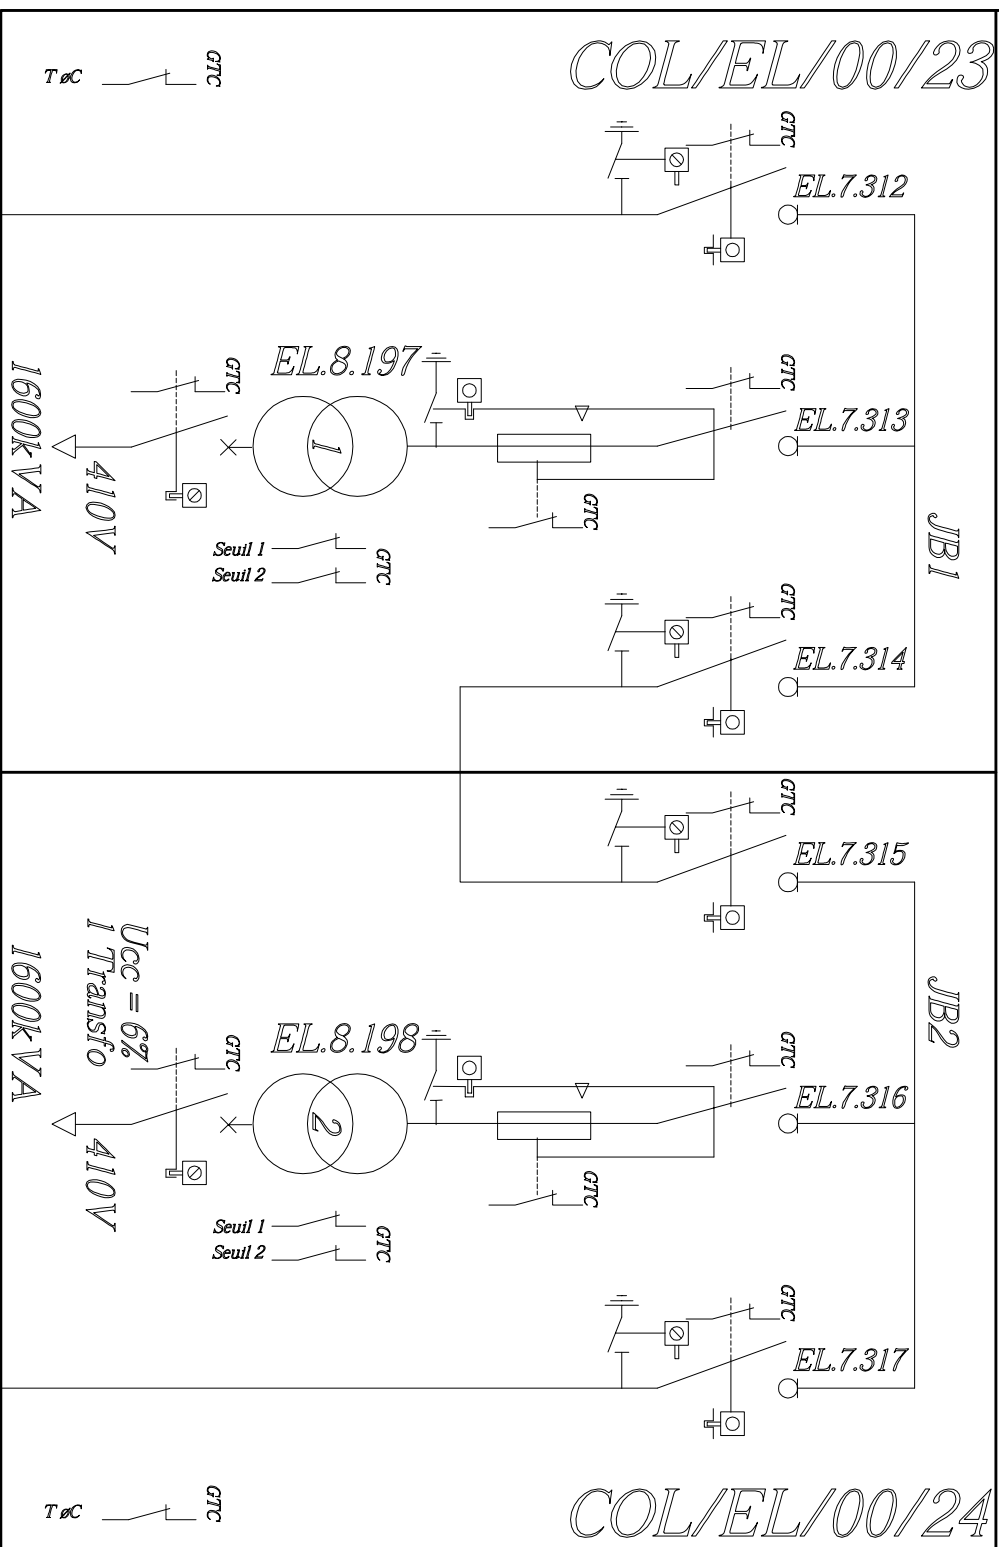 COL/EL/00/23
T øC
GTC
GTC
EL.7.312
EL.8.197
GTC
GTC
EL.7.313
1
1600kVA
410V
GTC
JB1
Seuil 1
Seuil 2
GTC
GTC
EL.7.314
GTC
EL.7.315
Ucc = 6%
1 Transfo
1600kVA
JB2
EL.8.198
GTC
GTC
EL.7.316
2
410V
GTC
Seuil 1
Seuil 2
GTC
GTC
EL.7.317
T øC
GTC
COL/EL/00/24